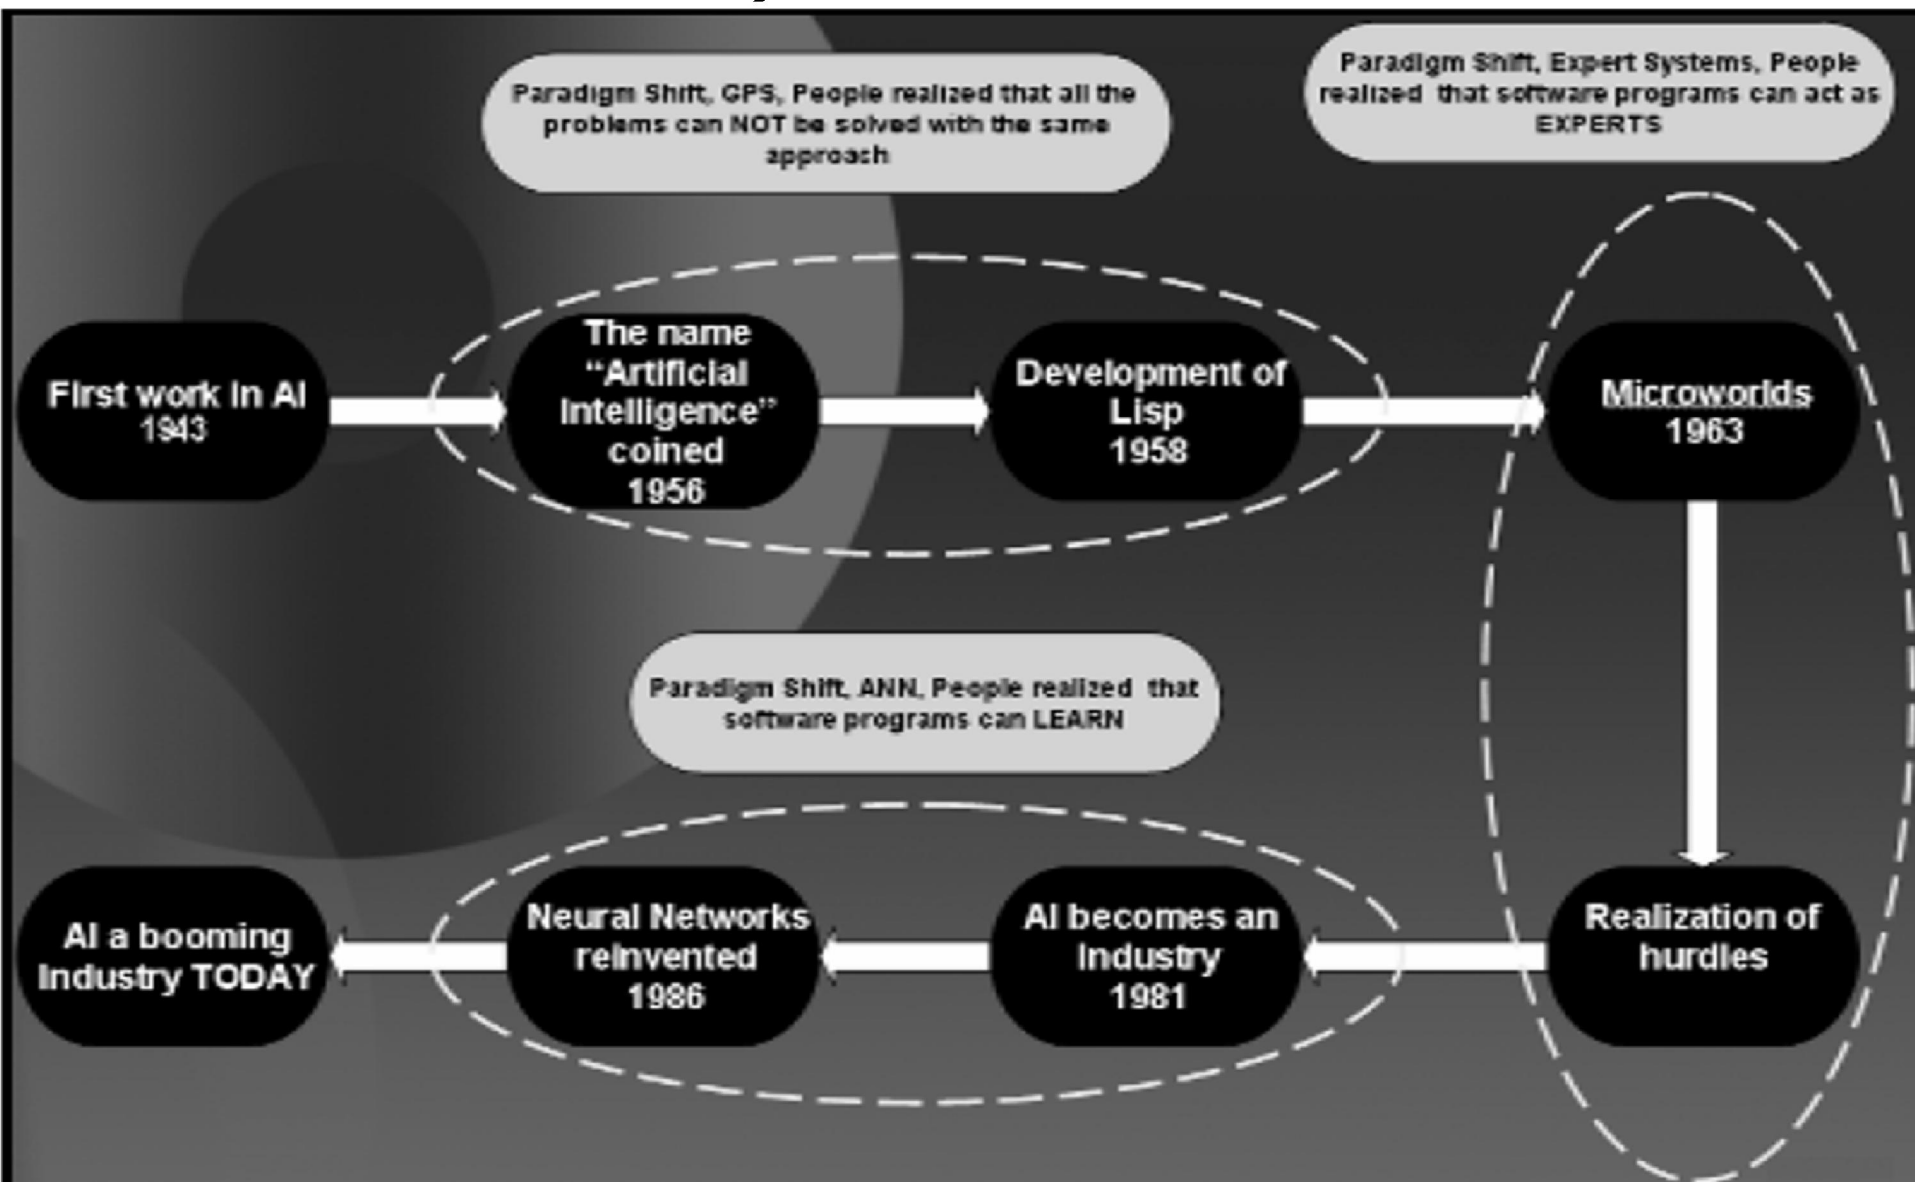 Paradigm Shift, GPS, People realized that all the
problems can NOT be solved with the same
approach
Paradigm Shift, Expert Systems, People
realized that software programs can act as
EXPERTS
First work in AI
1943
The name
“Artificial
Intelligence”
coined
1956
Development of
Lisp
1958
Microworlds
1963
Paradigm Shift, ANN, People realized that
software programs can LEARN
AI a booming
Industry TODAY
Neural Networks
reinvented
1986
AI becomes an
Industry
1981
Realization of
hurdles